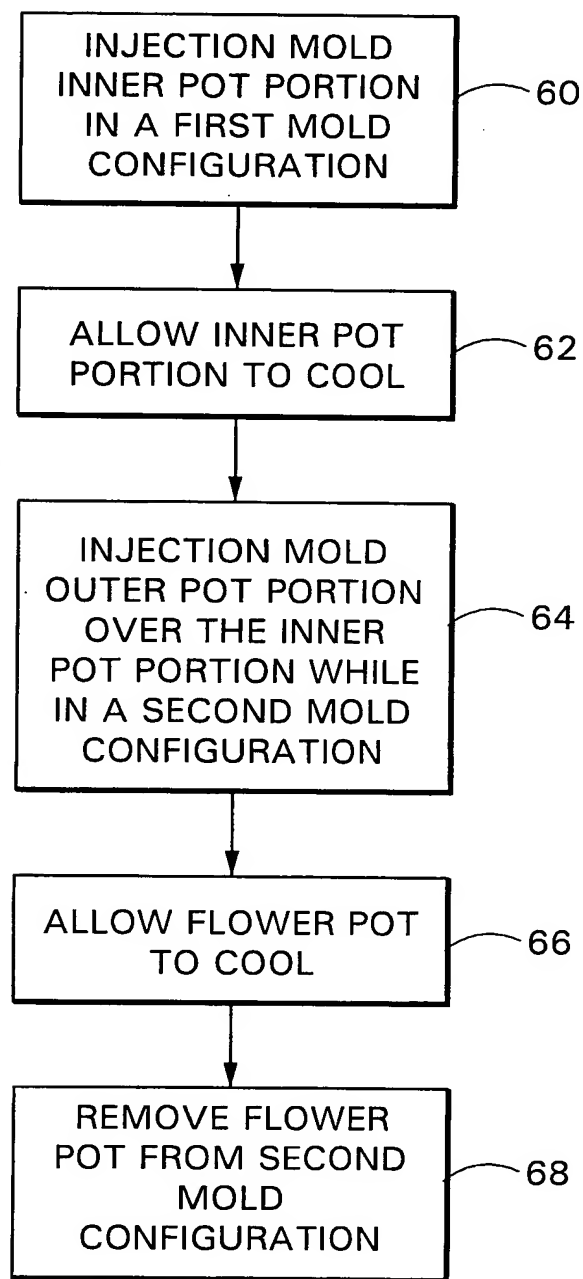 INJECTION MOLD
INNER POT PORTION
IN A FIRST MOLD
CONFIGURATION
60
ALLOW INNER POT
PORTION TO COOL
62
INJECTION MOLD
OUTER POT PORTION
OVER THE INNER
POT PORTION WHILE
IN A SECOND MOLD
CONFIGURATION
64
ALLOW FLOWER POT
TO COOL
66
REMOVE FLOWER
POT FROM SECOND
MOLD
CONFIGURATION
68